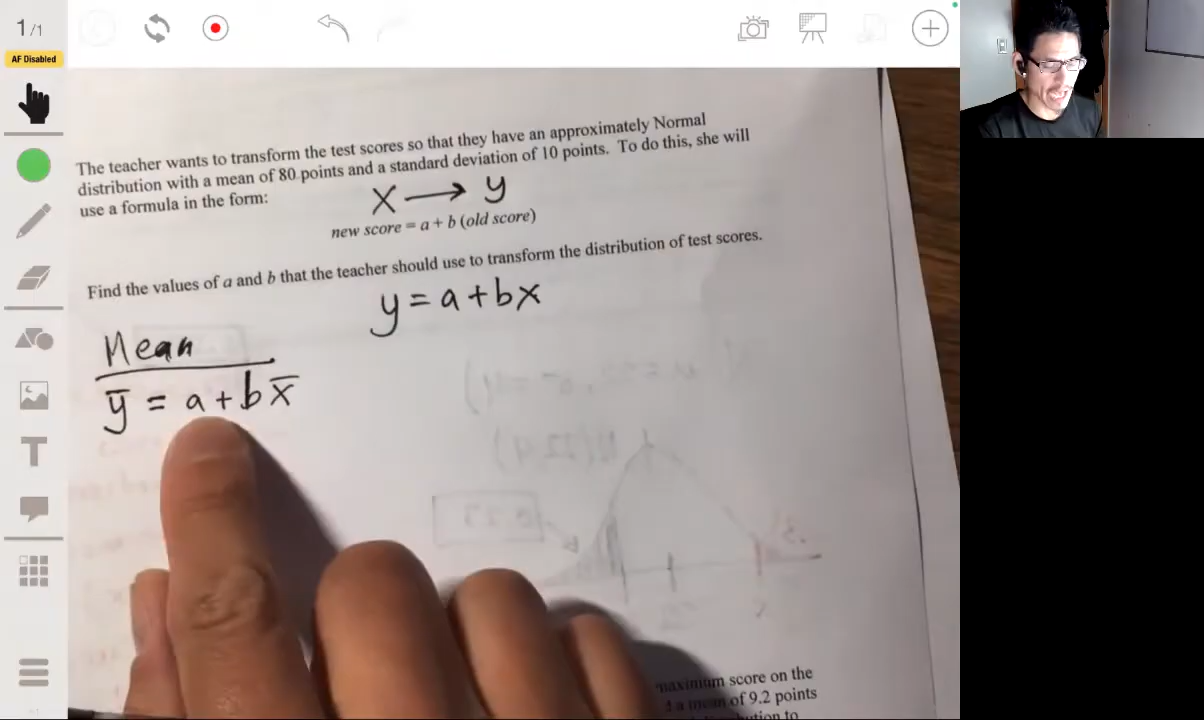 1/1
AF Disabled
The teacher wants to transform the test scores so that they have an approximately Normal
distribution with a mean of 80 points and a standard deviation of 10 points. To do this, she will
use a formula in the form:
X → y
new score = a + b (old score)
Find the values of a and b that the teacher should use to transform the distribution of test scores.
y = a + bx
Mean
ȳ = a + b x̄
T
maximum score on the
a mean of 9.2 points